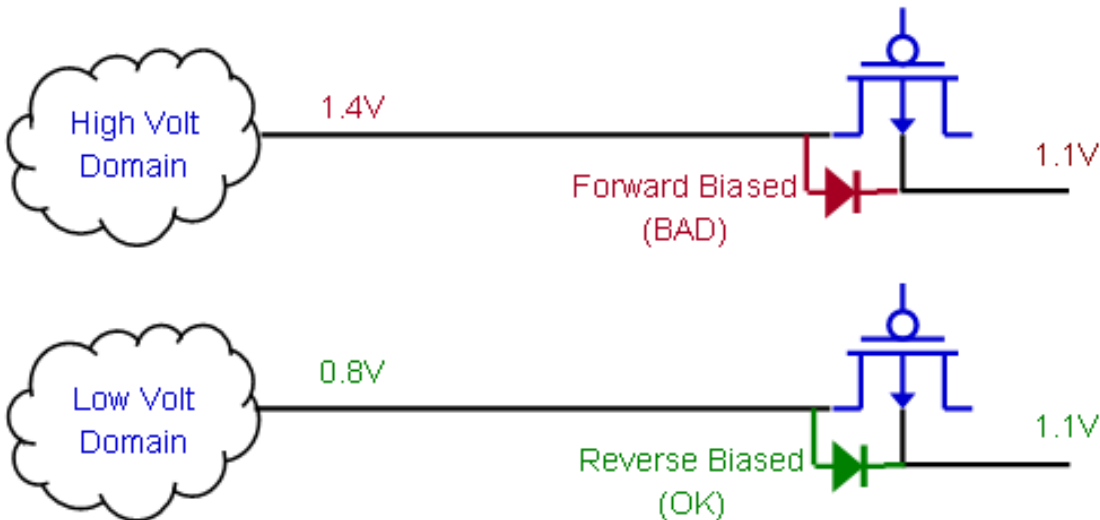 High Volt
Domain
1.4V
Forward Biased
(BAD)
1.1V
Low Volt
Domain
0.8V
Reverse Biased
(OK)
1.1V